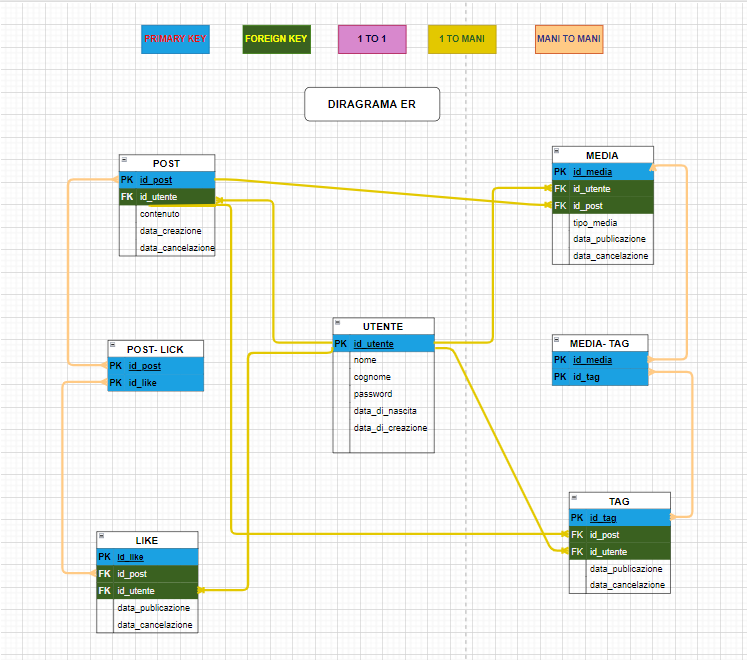 PRIMARY KEY
FOREIGN KEY
1 TO 1
1 TO MANI
MANI TO MANI
DIRAGRAMA ER
POST
PK id_post
FK id_utente
contenuto
data_creazione
data_cancelazione
MEDIA
PK id_media
FK id_utente
FK id_post
tipo_media
data_publicazione
data_cancelazione
UTENTE
PK id_utente
nome
cognome
password
data_di_nascita
data_di_creazione
POST- LICK
PK id_post
PK id_like
MEDIA- TAG
PK id_media
PK id_tag
LIKE
PK id_like
FK id_post
FK id_utente
data_publicazione
data_cancelazione
TAG
PK id_tag
FK id_post
FK id_utente
data_publicazione
data_cancelazione